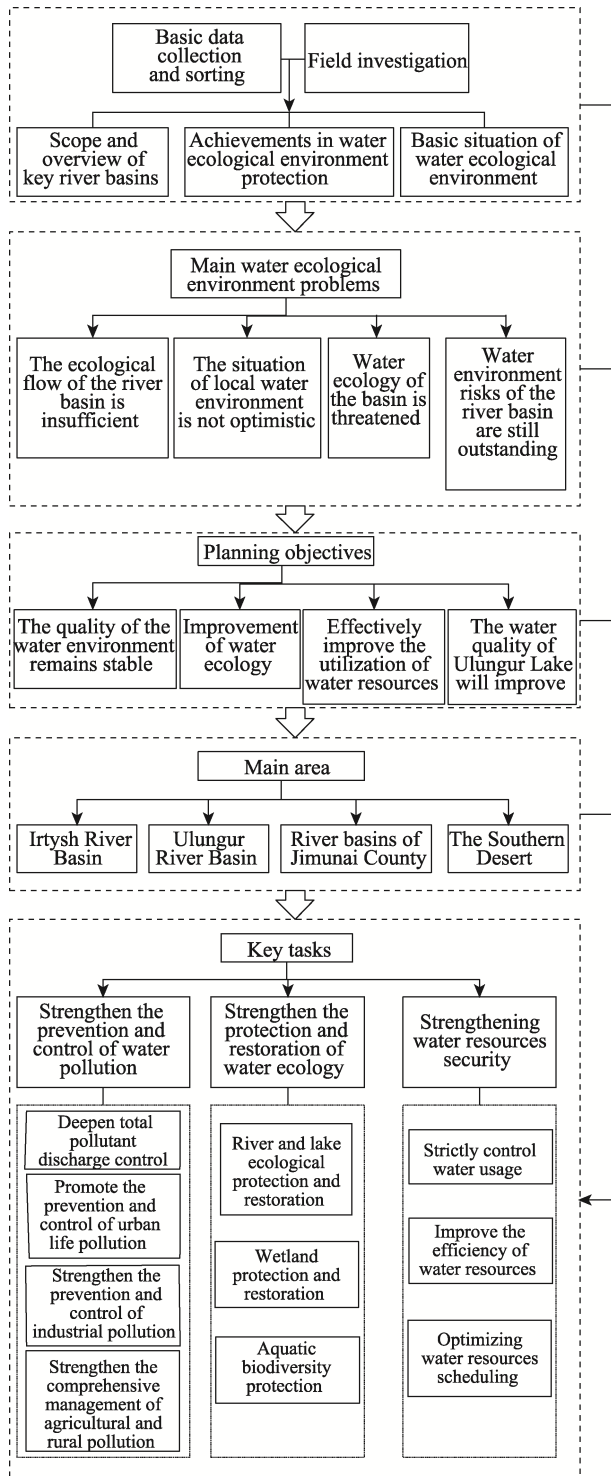 Basic data
collection
and sorting
Field investigation
Scope and
overview of
key river basins
Achievements in water
ecological environment
protection
Basic situation of
water ecological
environment
Main water ecological
environment problems
The ecological
flow of the river
basin is
insufficient
The situation
of local water
environment
is not optimistic
Water
ecology of
the basin is
threatened
Water
environment
risks of the
river basin
are still
outstanding
Planning objectives
The quality of the
water environment
remains stable
Improvement
of water
ecology
Effectively
improve the
utilization of
water resources
The water
quality of
Ulungur Lake
will improve
Main area
Irtysh River
Basin
Ulungur
River Basin
River basins of
Jimunai County
The Southern
Desert
Key tasks
Strengthen the
prevention and
control of water
pollution
Strengthen the
protection and
restoration of
water ecology
Strengthening
water resources
security
Deepen total
pollutant
discharge control
Promote the
prevention and
control of urban
life pollution
Strengthen the
prevention and
control of
industrial pollution
Strengthen the
comprehensive
management of
agricultural and
rural pollution
River and lake
ecological
protection and
restoration
Wetland
protection and
restoration
Aquatic
biodiversity
protection
Strictly control
water usage
Improve the
efficiency of
water resources
Optimizing
water resources
scheduling